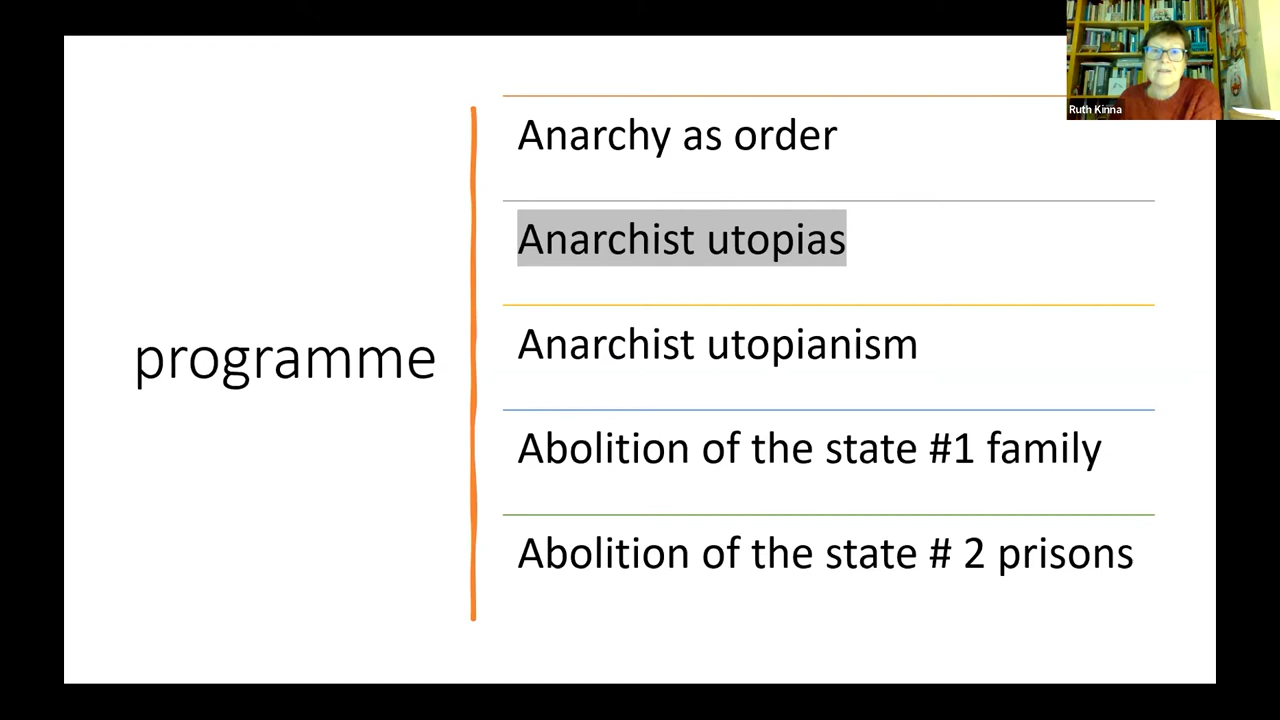 Ruth Kinna
programme
Anarchy as order
Anarchist utopias
Anarchist utopianism
Abolition of the state #1 family
Abolition of the state # 2 prisons